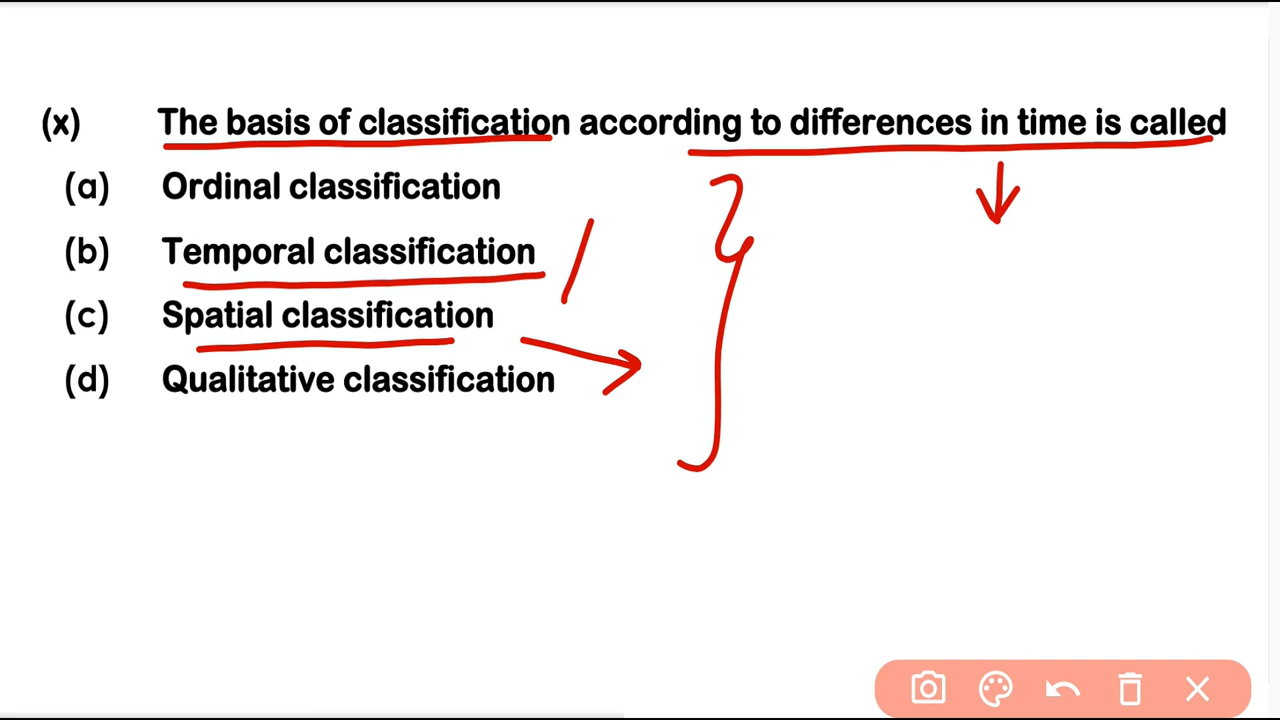 (x) The basis of classification according to differences in time is called
(a) Ordinal classification
(b) Temporal classification
(c) Spatial classification
(d) Qualitative classification